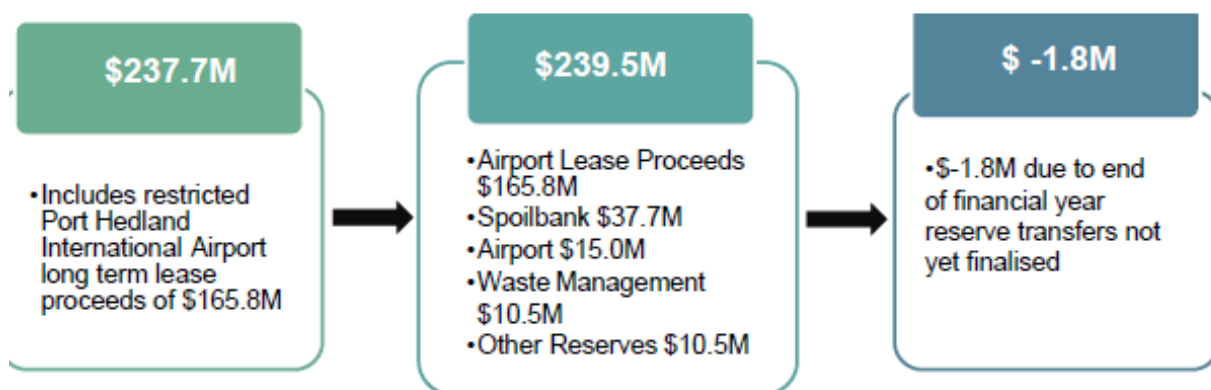 $237.7M
•Includes restricted
Port Hedland
International Airport
long term lease
proceeds of $165.8M
$239.5M
•Airport Lease Proceeds
$165.8M
•Spoilbank $37.7M
•Airport $15.0M
•Waste Management
$10.5M
•Other Reserves $10.5M
$ -1.8M
•$-1.8M due to end
of financial year
reserve transfers not
yet finalised